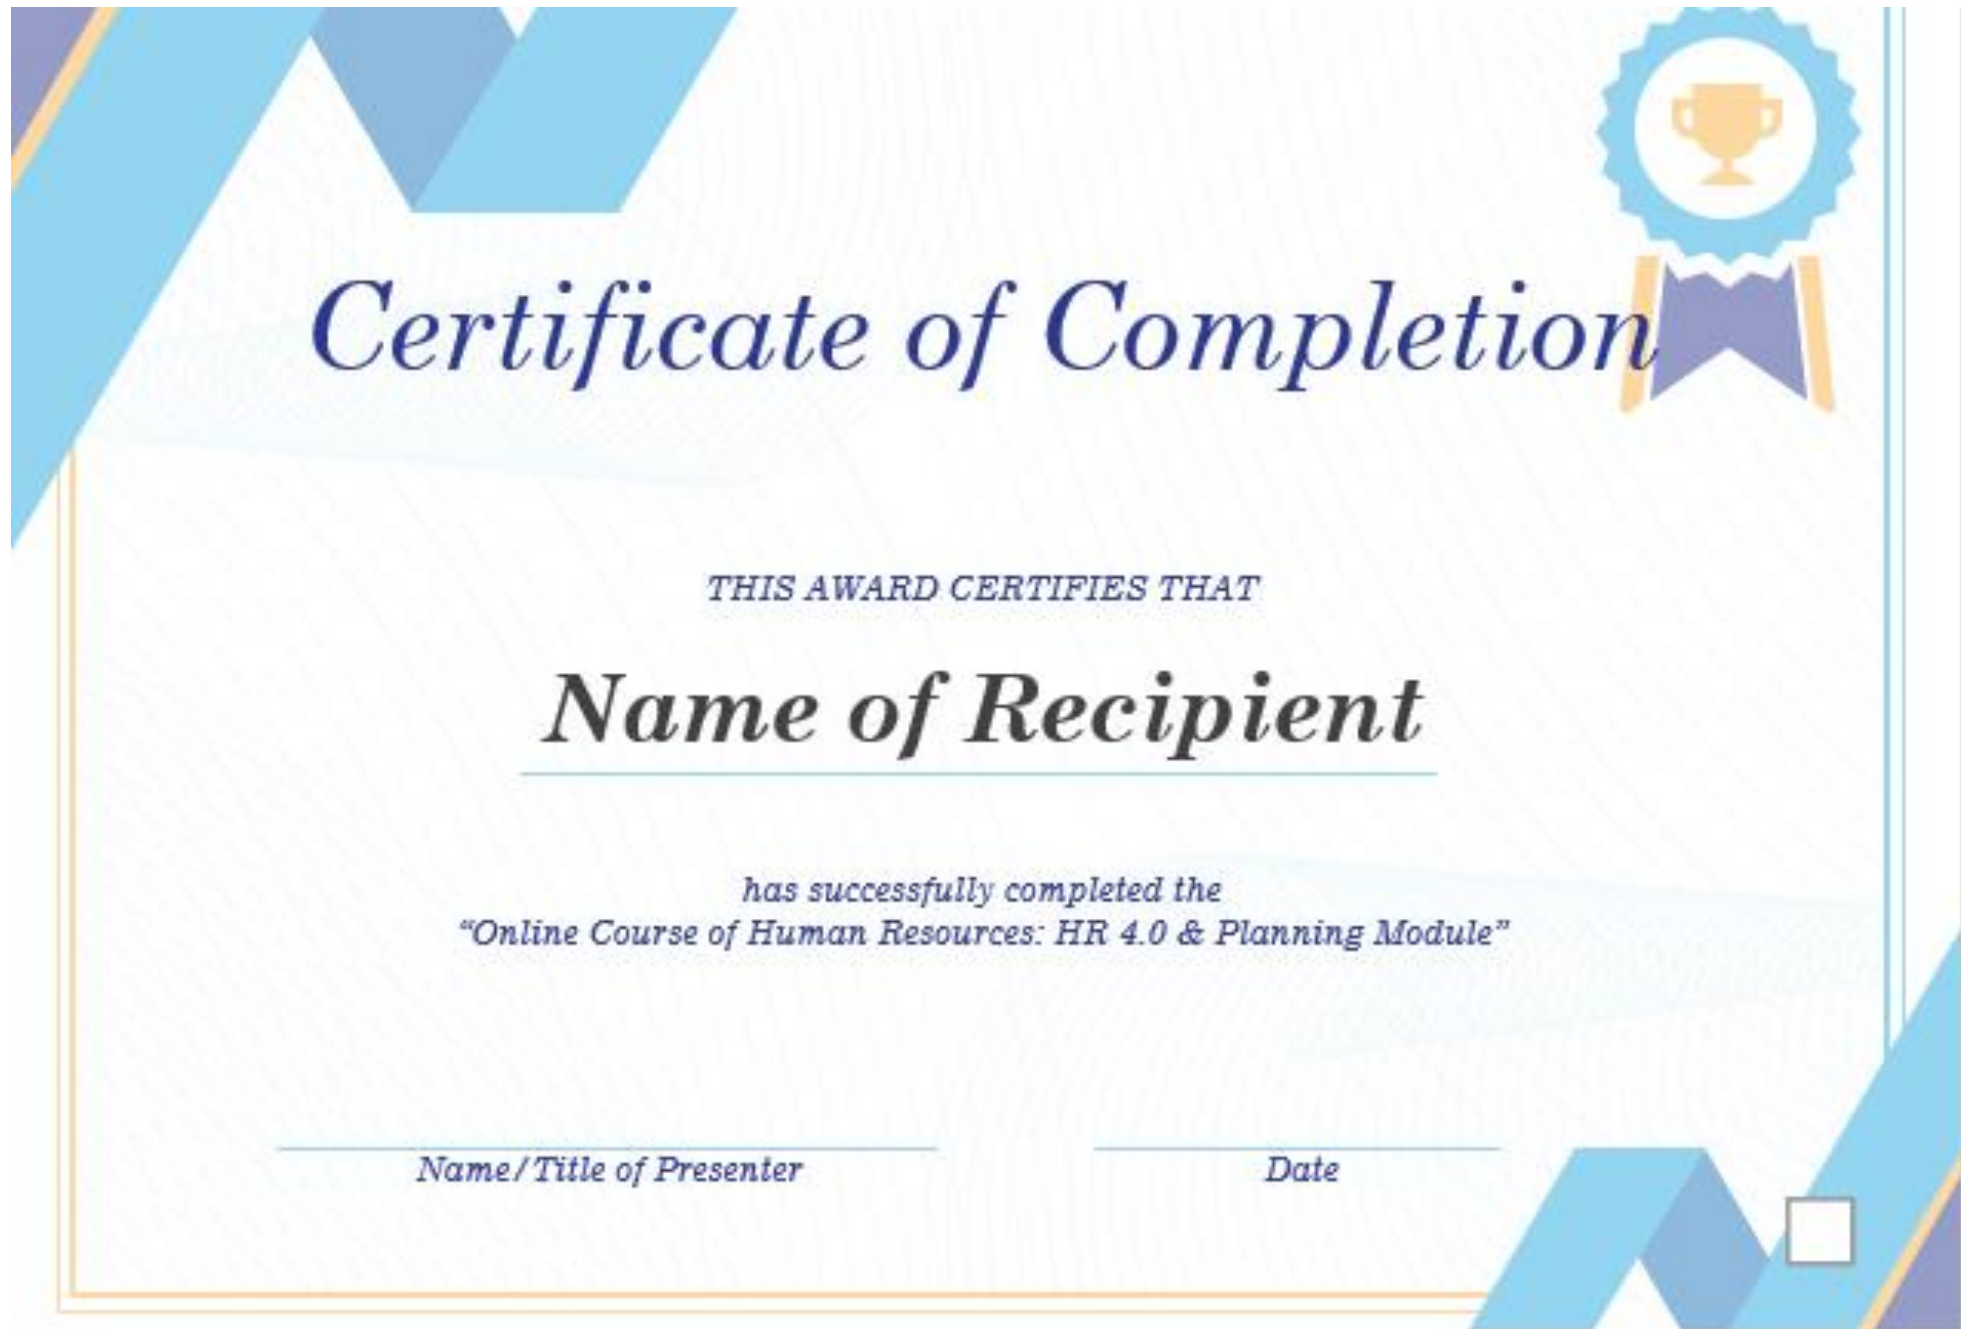 Certificate of Completion
THIS AWARD CERTIFIES THAT
Name of Recipient
has successfully completed the
“Online Course of Human Resources: HR 4.0 & Planning Module”
Name/Title of Presenter
Date